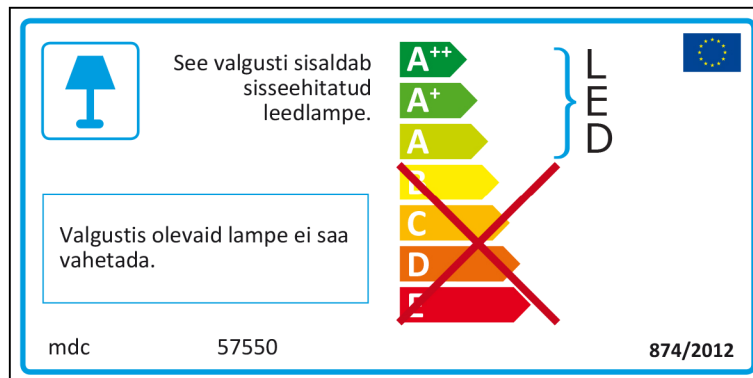 See valgusti sisaldab
sisseehitatud
leedlampe.
A++
A+
A
B
C
D
E
L
E
D
Valgustis olevaid lampe ei saa
vahetada.
mdc 57550
874/2012